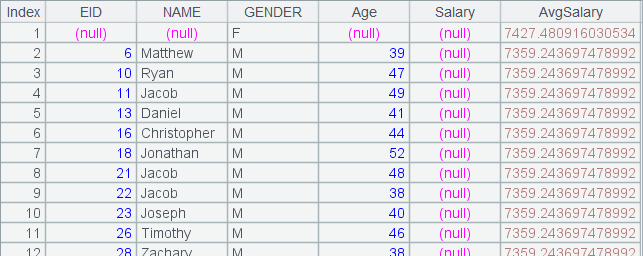 Index EID NAME GENDER Age Salary AvgSalary
1 (null) (null) F (null) (null) 7427.480916030534
2 6 Matthew M 39 (null) 7359.243697478992
3 10 Ryan M 47 (null) 7359.243697478992
4 11 Jacob M 49 (null) 7359.243697478992
5 13 Daniel M 41 (null) 7359.243697478992
6 16 Christopher M 44 (null) 7359.243697478992
7 18 Jonathan M 52 (null) 7359.243697478992
8 21 Jacob M 48 (null) 7359.243697478992
9 22 Jacob M 38 (null) 7359.243697478992
10 23 Joseph M 40 (null) 7359.243697478992
11 26 Timothy M 46 (null) 7359.243697478992
12 28 Zachary M 38 (null) 7359.243697478992